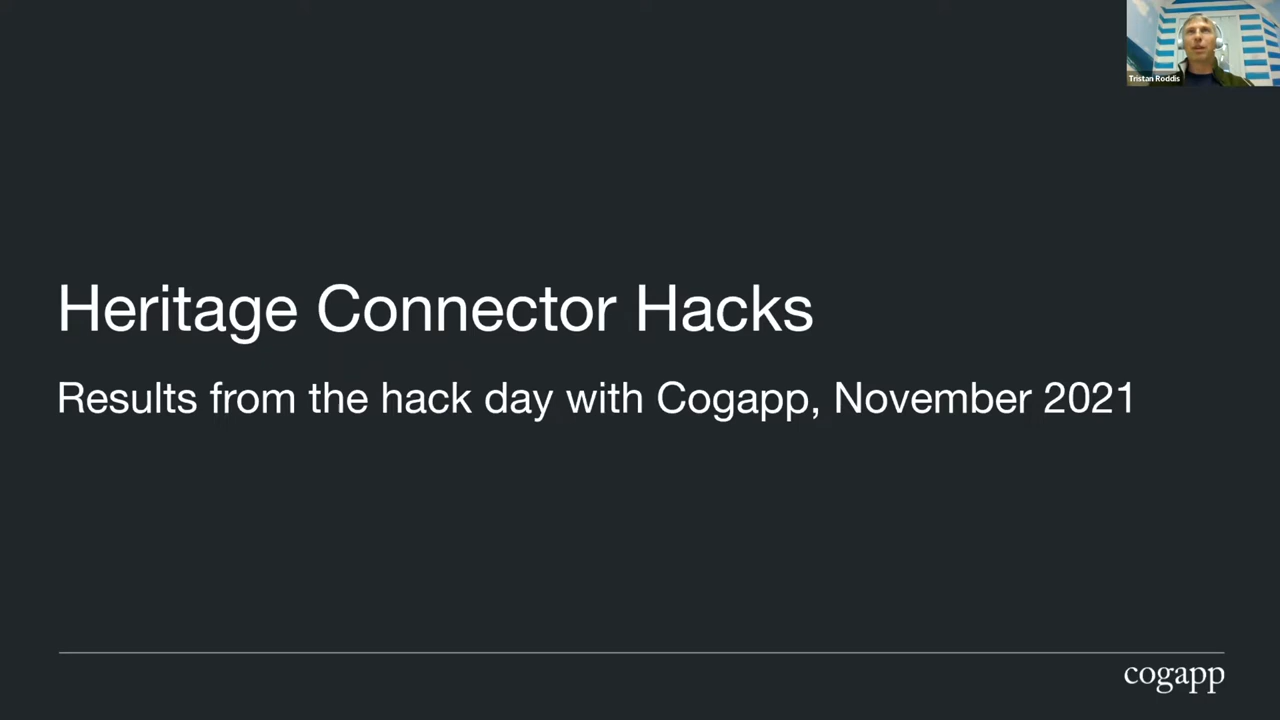 Tristan Roddis
Heritage Connector Hacks
Results from the hack day with Cogapp, November 2021
cogapp